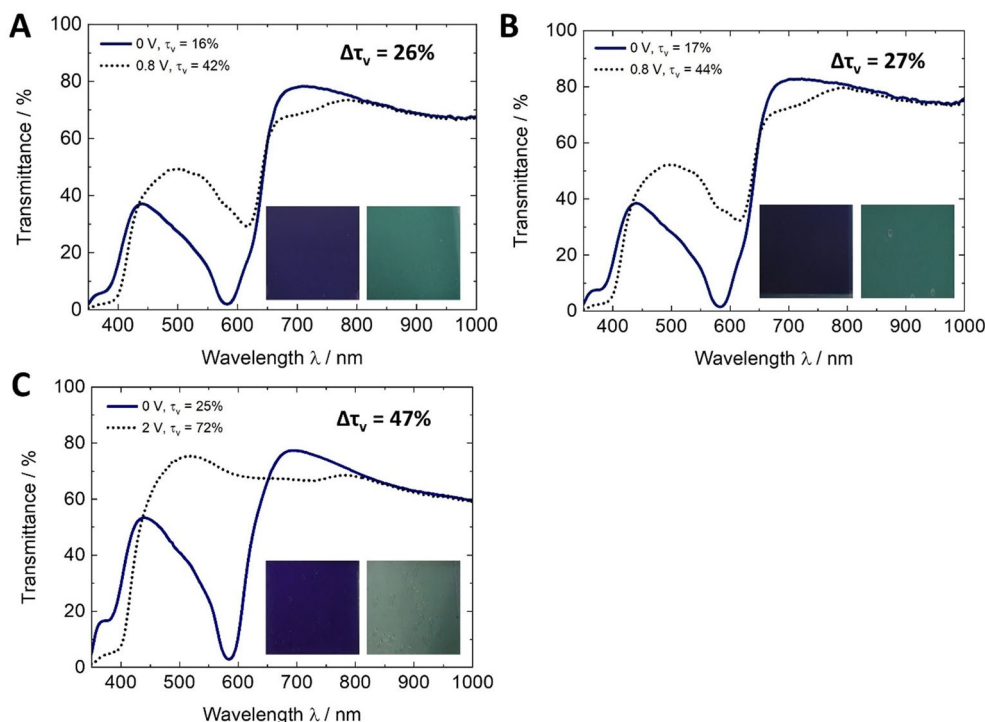 A
0 V, τv = 16%
0.8 V, τv = 42%
Δτv = 26%
Transmittance / %
100
80
60
40
20
0
400 500 600 700 800 900 1000
Wavelength λ / nm
B
0 V, τv = 17%
0.8 V, τv = 44%
Δτv = 27%
Transmittance / %
100
80
60
40
20
0
400 500 600 700 800 900 1000
Wavelength λ / nm
C
0 V, τv = 25%
2 V, τv = 72%
Δτv = 47%
Transmittance / %
100
80
60
40
20
0
400 500 600 700 800 900 1000
Wavelength λ / nm